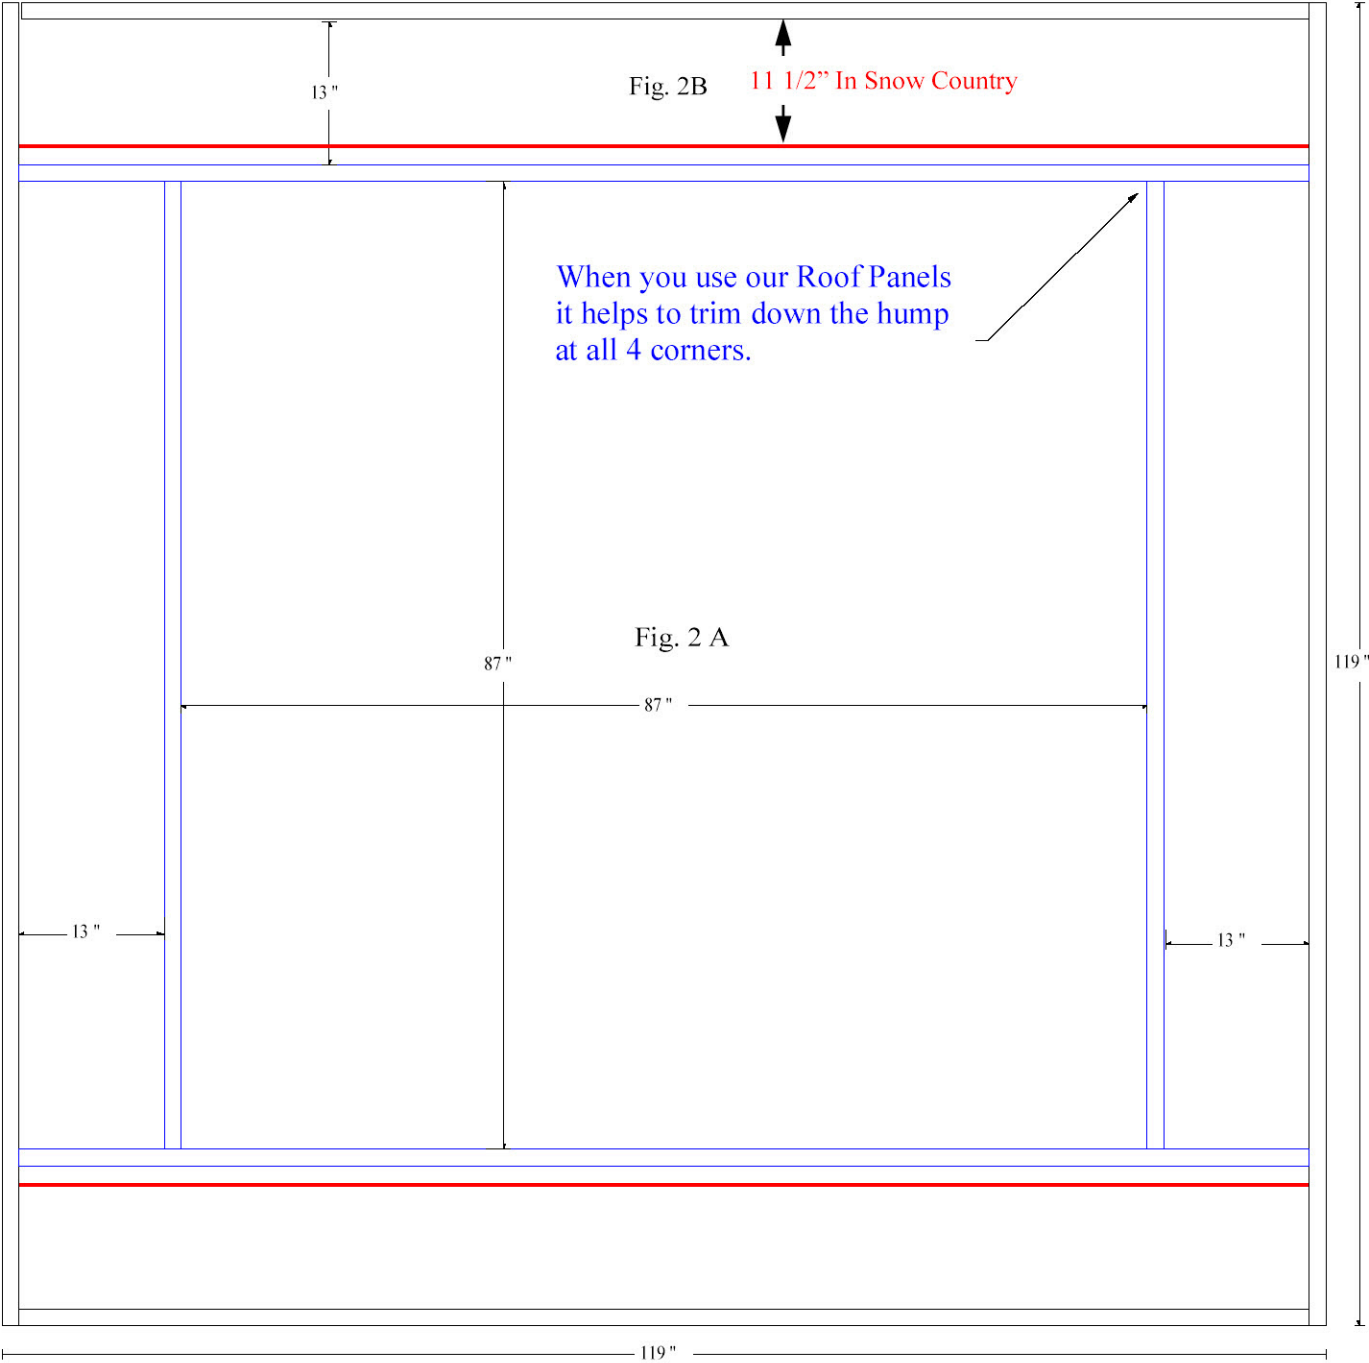 Fig. 2B
11 1/2” In Snow Country
13 "
When you use our Roof Panels
it helps to trim down the hump
at all 4 corners.
Fig. 2 A
87 "
119 "
87 "
13 "
13 "
119 "